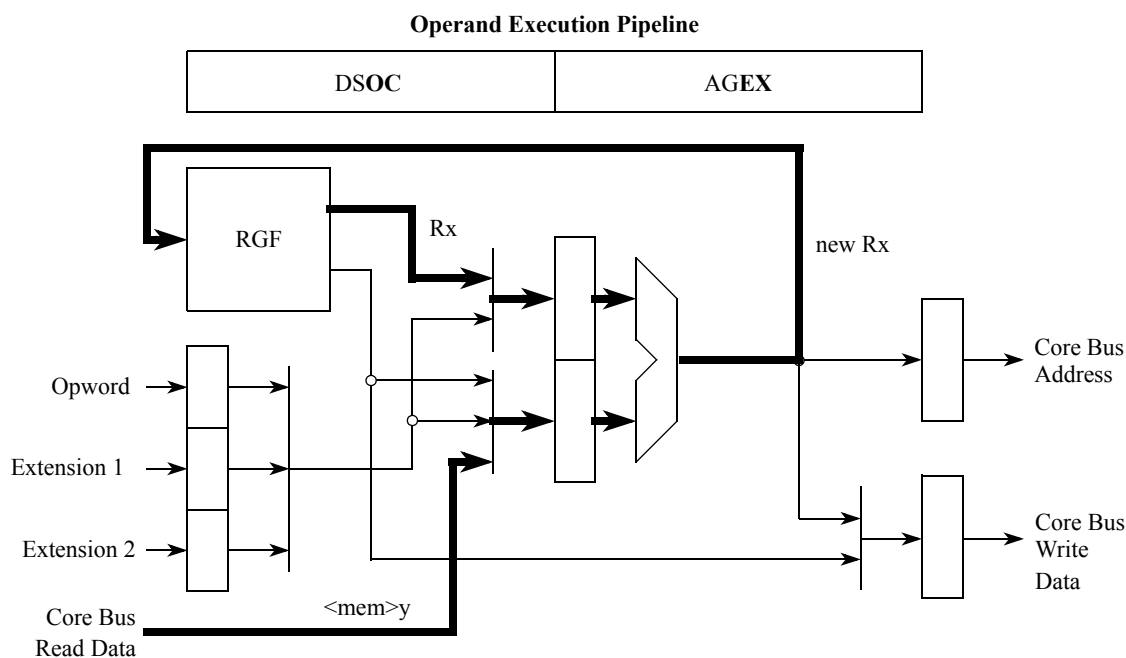 Operand Execution Pipeline
DSOC
AGEX
RGF
Rx
new Rx
Opword
Extension 1
Extension 2
Core Bus
Address
Core Bus
Write
Data
<mem>y
Core Bus
Read Data